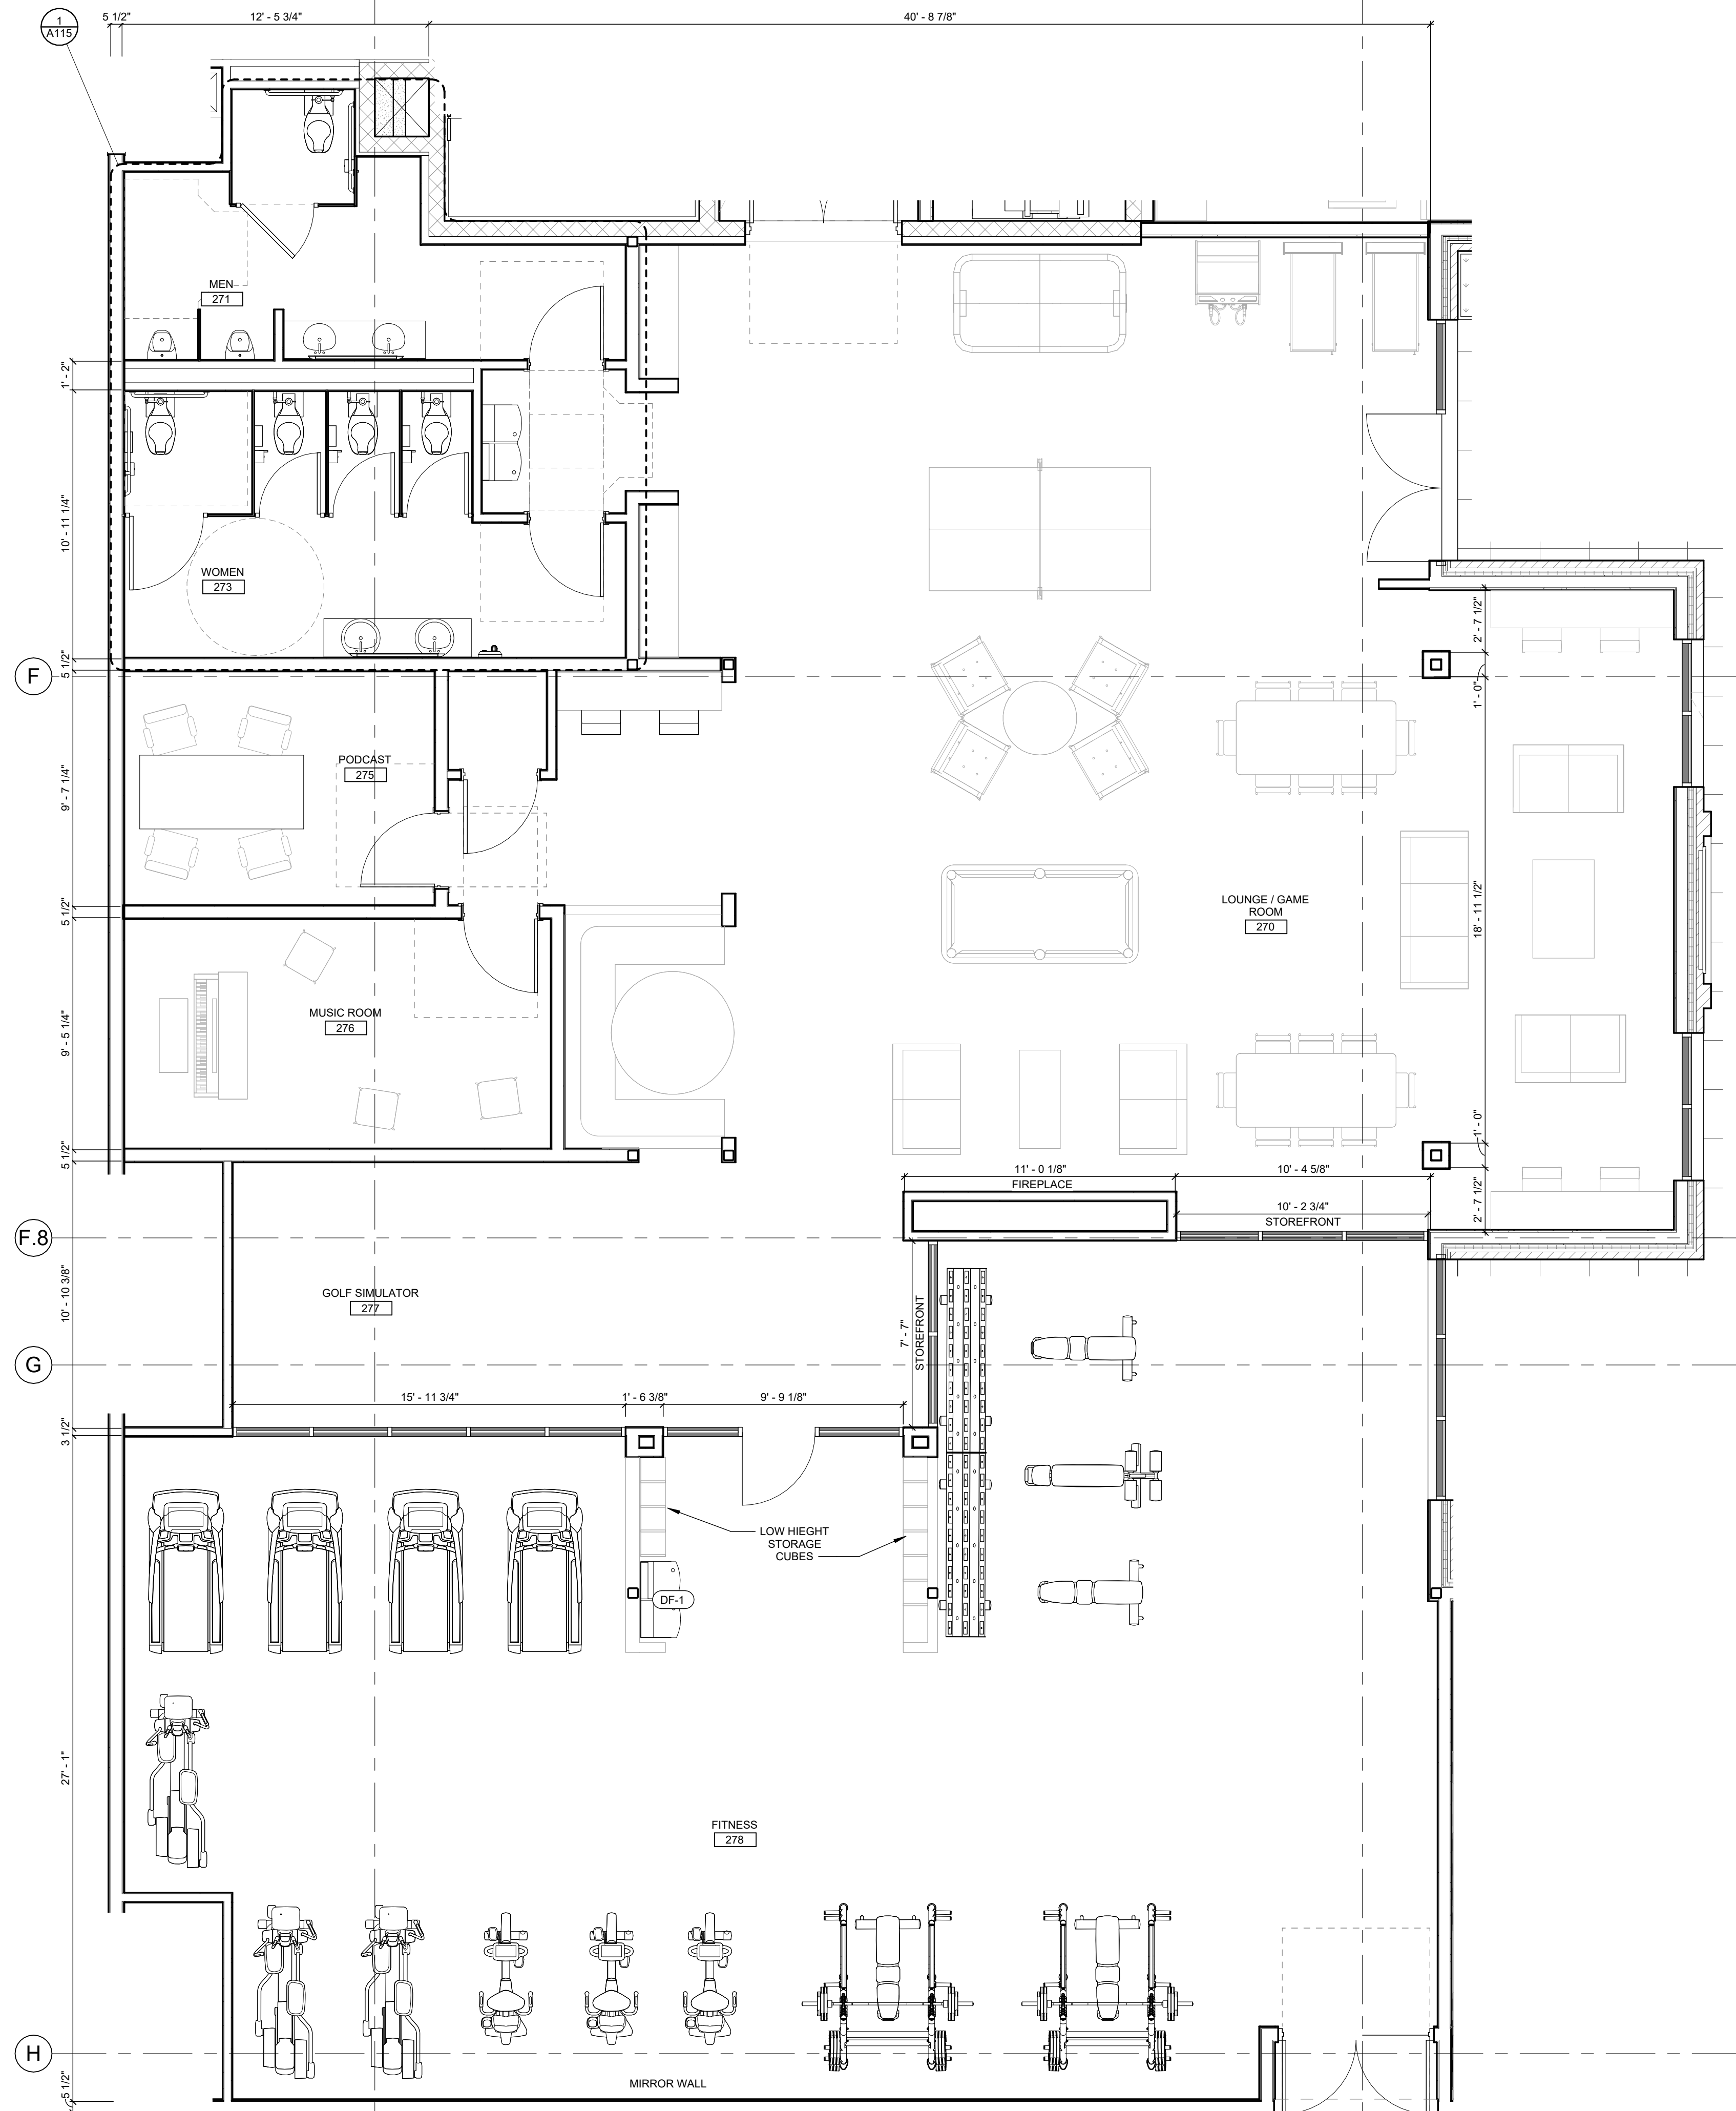 1
A115
5 1/2"
12' - 5 3/4"
40' - 8 7/8"
MEN
271
1' - 2"
10' - 11 1/4"
WOMEN
273
5 1/2"
F
2' - 7 1/2"
1' - 0"
9' - 7 1/4"
PODCAST
275
LOUNGE / GAME
ROOM
270
18' - 11 1/2"
5 1/2"
9' - 5 1/4"
MUSIC ROOM
276
5 1/2"
1' - 0"
2' - 7 1/2"
11' - 0 1/8"
10' - 4 5/8"
FIREPLACE
10' - 2 3/4"
STOREFRONT
F.8
10' - 10 3/8"
GOLF SIMULATOR
277
7' - 7"
STOREFRONT
G
15' - 11 3/4"
1' - 6 3/8"
9' - 9 1/8"
3 1/2"
LOW HIEGHT
STORAGE
CUBES
DF-1
27' - 1"
FITNESS
278
H
MIRROR WALL
5 1/2"